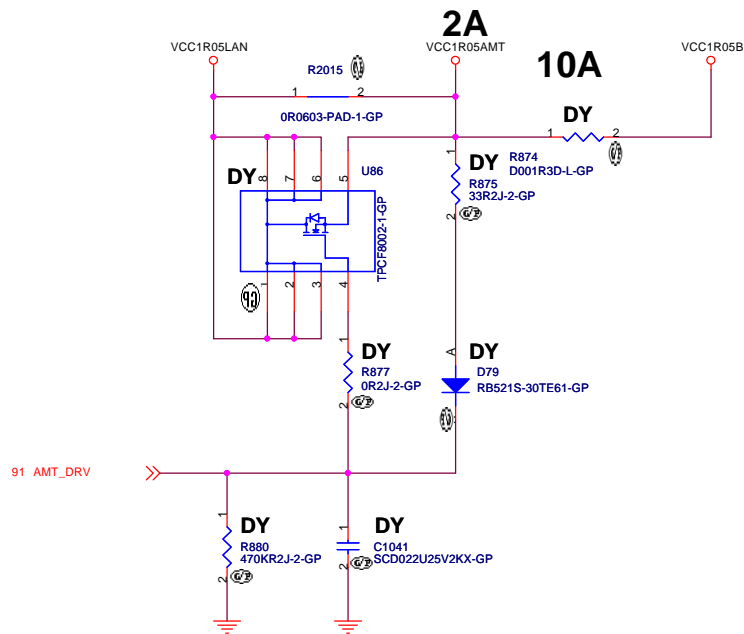 2A
VCC1R05LAN
VCC1R05AMT
VCC1R05B
10A
R2015
1 2
0R0603-PAD-1-GP
DY
1 2
R874
D001R3D-L-GP
DY
8 7 6 5
U86
TPCF8002-1-GP
1 2 3 4
1
DY
R875
33R2J-2-GP
2
1
DY
R877
0R2J-2-GP
2
A
DY
D79
RB521S-30TE61-GP
91 AMT_DRV
1
DY
R880
470KR2J-2-GP
2
1
DY
C1041
SCD022U25V2KX-GP
2